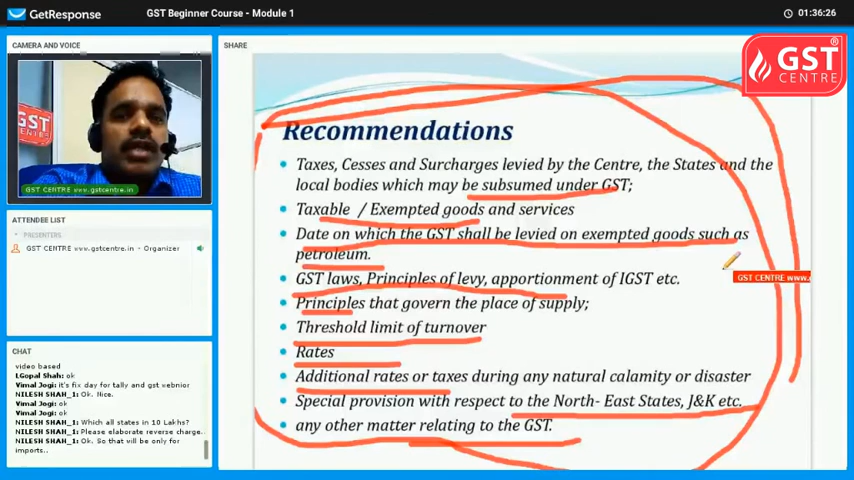 GetResponse
GST Beginner Course - Module 1
01:36:26
CAMERA AND VOICE
GST
GST CENTRE www.gstcentre.in
ATTENDEE LIST
PRESENTERS
GST CENTRE www.gstcentre.in - Organizer
CHAT
video based
LGopal Shah: ok
Vimal Jogi: it's fix day for tally and gst webnior
NILESH SHAH_1: Ok. Nice.
Vimal Jogi: ok
Vimal Jogi: ok
NILESH SHAH_1: Which all states in 10 Lakhs?
NILESH SHAH_1: Please elaborate reverse charge..
NILESH SHAH_1: Ok. So that will be only for
imports..
SHARE
GST
CENTRE
®
Recommendations
• Taxes, Cesses and Surcharges levied by the Centre, the States and the
local bodies which may be subsumed under GST;
• Taxable / Exempted goods and services
• Date on which the GST shall be levied on exempted goods such as
petroleum.
• GST laws, Principles of levy, apportionment of IGST etc.
• Principles that govern the place of supply;
• Threshold limit of turnover
• Rates
• Additional rates or taxes during any natural calamity or disaster
• Special provision with respect to the North- East States, J&K etc.
• any other matter relating to the GST.
GST CENTRE www.